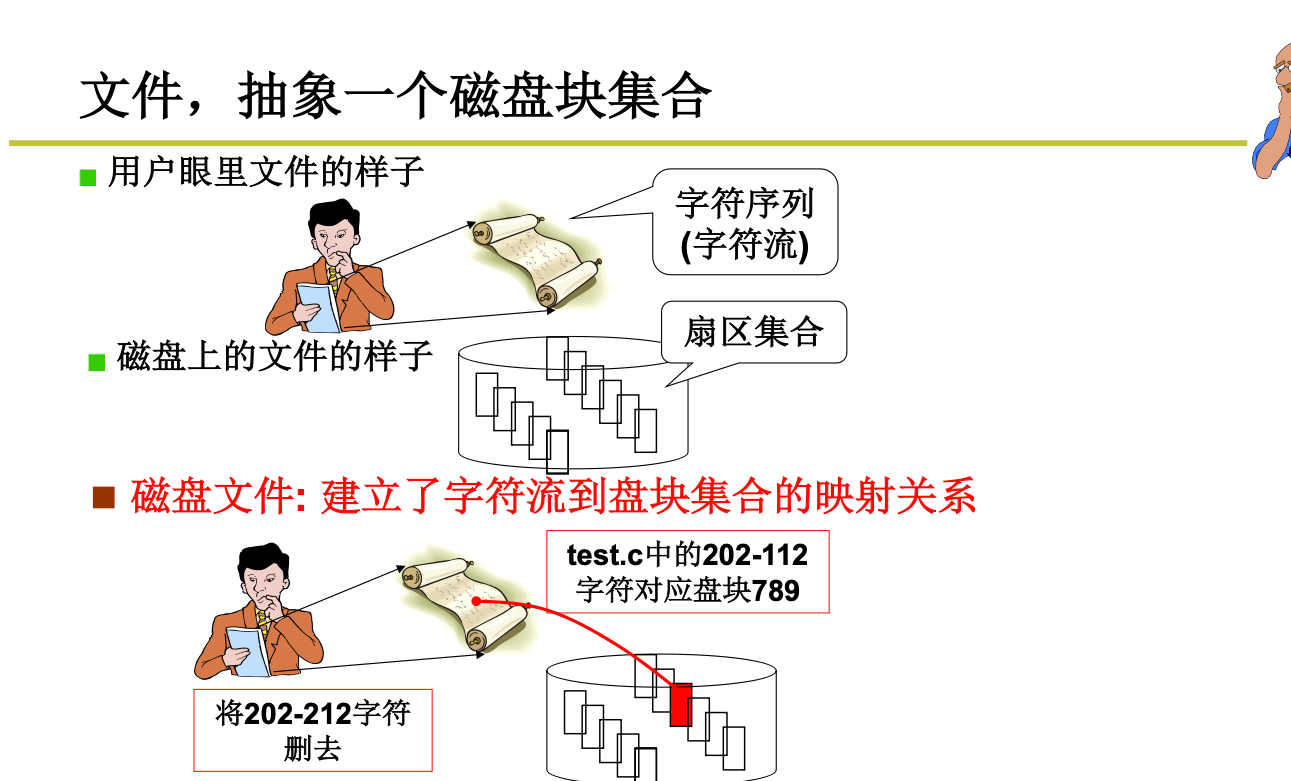 文件，抽象一个磁盘块集合
用户眼里文件的样子
字符序列
(字符流)
扇区集合
磁盘上的文件的样子
磁盘文件: 建立了字符流到盘块集合的映射关系
test.c中的202-112
字符对应盘块789
将202-212字符
删去